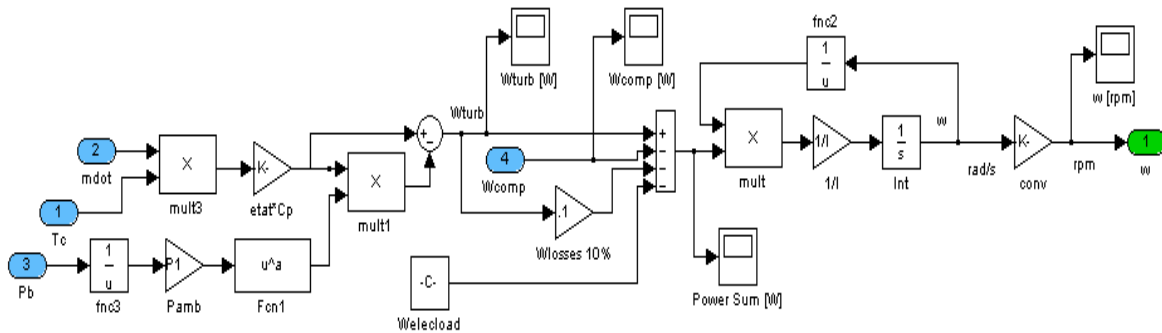 fnc2
1
u
Wturb [W]
Wcomp [W]
w [rpm]
Wturb
w
2
mdot
X
mult3
K-
etat*Cp
+
−
X
mult1
4
Wcomp
+
−
−
−
X
mult
1/I
1/I
1
s
Int
rad/s
K-
conv
rpm
1
w
1
Tc
3
Pb
1
u
fnc3
P1
Pamb
u^a
Fcn1
.1
Wlosses 10%
-C-
Welecload
Power Sum [W]